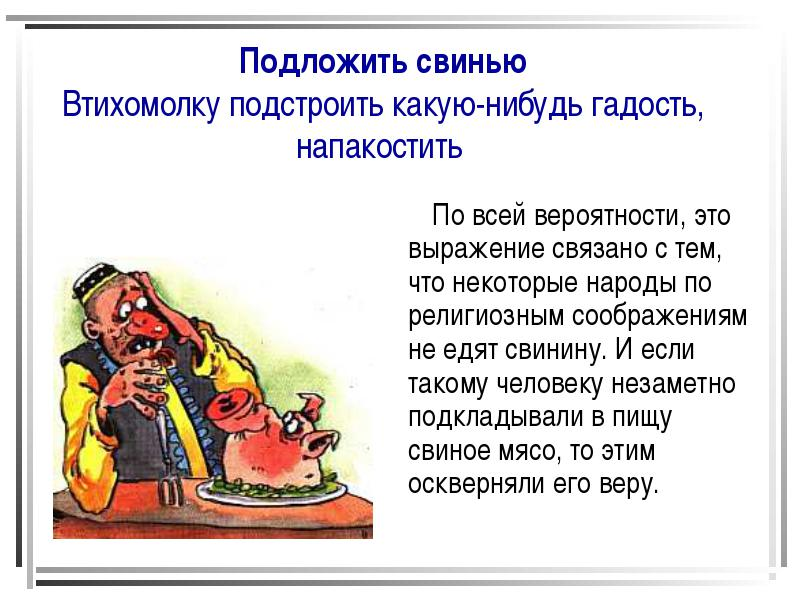 Подложить свинью
Втихомолку подстроить какую-нибудь гадость,
напакостить
По всей вероятности, это
выражение связано с тем,
что некоторые народы по
религиозным соображениям
не едят свинину. И если
такому человеку незаметно
подкладывали в пищу
свиное мясо, то этим
оскверняли его веру.